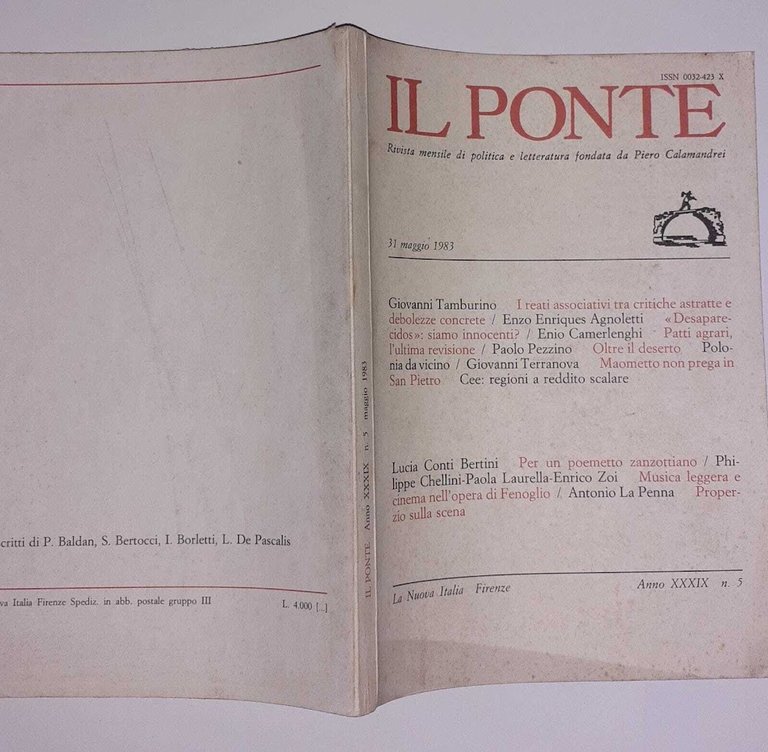 ISSN 0032-423 X
IL PONTE
Rivista mensile di politica e letteratura fondata da Piero Calamandrei
31 maggio 1983
Giovanni Tamburino I reati associativi tra critiche astratte e
debolezze concrete / Enzo Enriques Agnoletti «Desapare-
cidos»: siamo innocenti? / Enio Camerlenghi Patti agrari,
l'ultima revisione / Paolo Pezzino Oltre il deserto Polo-
nia da vicino / Giovanni Terranova Maometto non prega in
San Pietro Cee: regioni a reddito scalare
Lucia Conti Bertini Per un poemetto zanzottiano / Phi-
lippe Chellini-Paola Laurella-Enrico Zoi Musica leggera e
cinema nell'opera di Fenoglio / Antonio La Penna Proper-
zio sulla scena
La Nuova Italia Firenze Anno XXXIX n. 5
IL PONTE Anno XXXIX n. 5 maggio 1983
critti di P. Baldan, S. Bertocci, I. Borletti, L. De Pascalis
va Italia Firenze Spediz. in abb. postale gruppo III L. 4.000 [...]